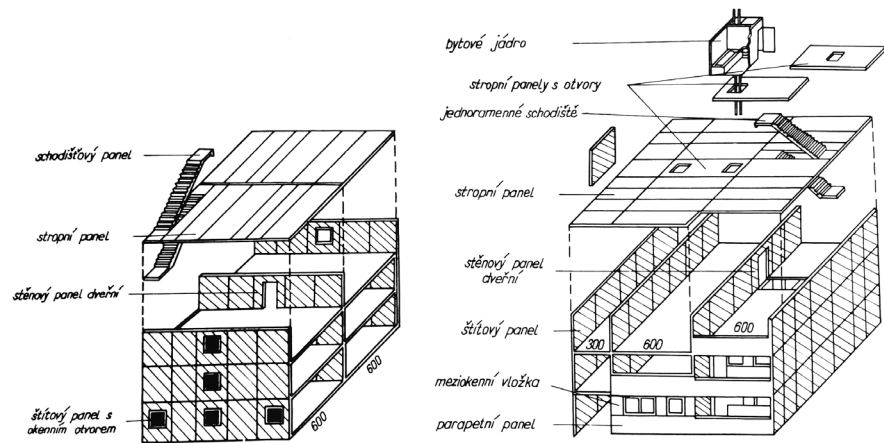 schodišťový panel
stropní panel
stěnový panel dveřní
štítový panel s
okenním otvorem
600
600
bytové jádro
stropní panely s otvory
jednoramenné schodiště
stropní panel
stěnový panel
dveřní
štítový panel
300
600
600
meziokenní vložka
parapetní panel